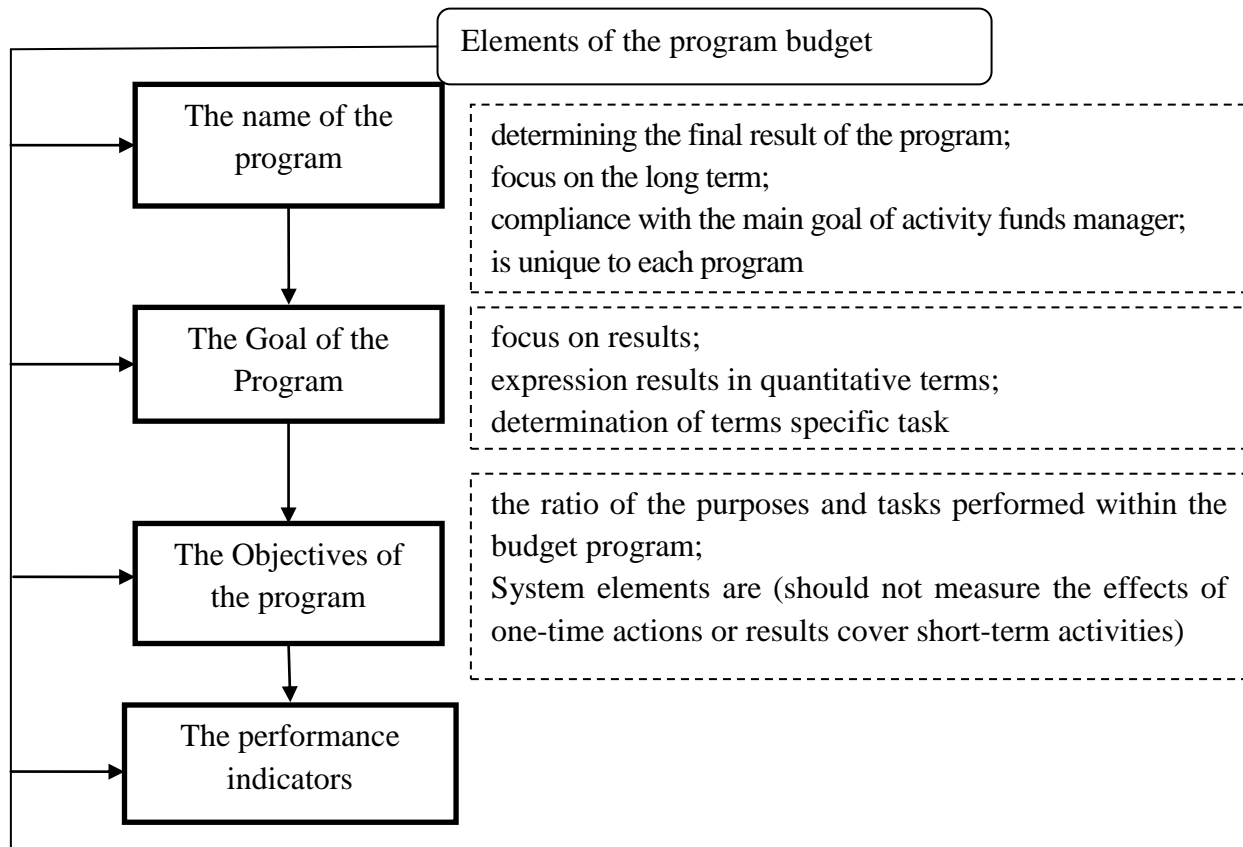 Elements of the program budget
The name of the
program
determining the final result of the program;
focus on the long term;
compliance with the main goal of activity funds manager;
is unique to each program
The Goal of the
Program
focus on results;
expression results in quantitative terms;
determination of terms specific task
The Objectives of
the program
the ratio of the purposes and tasks performed within the
budget program;
System elements are (should not measure the effects of
one-time actions or results cover short-term activities)
The performance
indicators